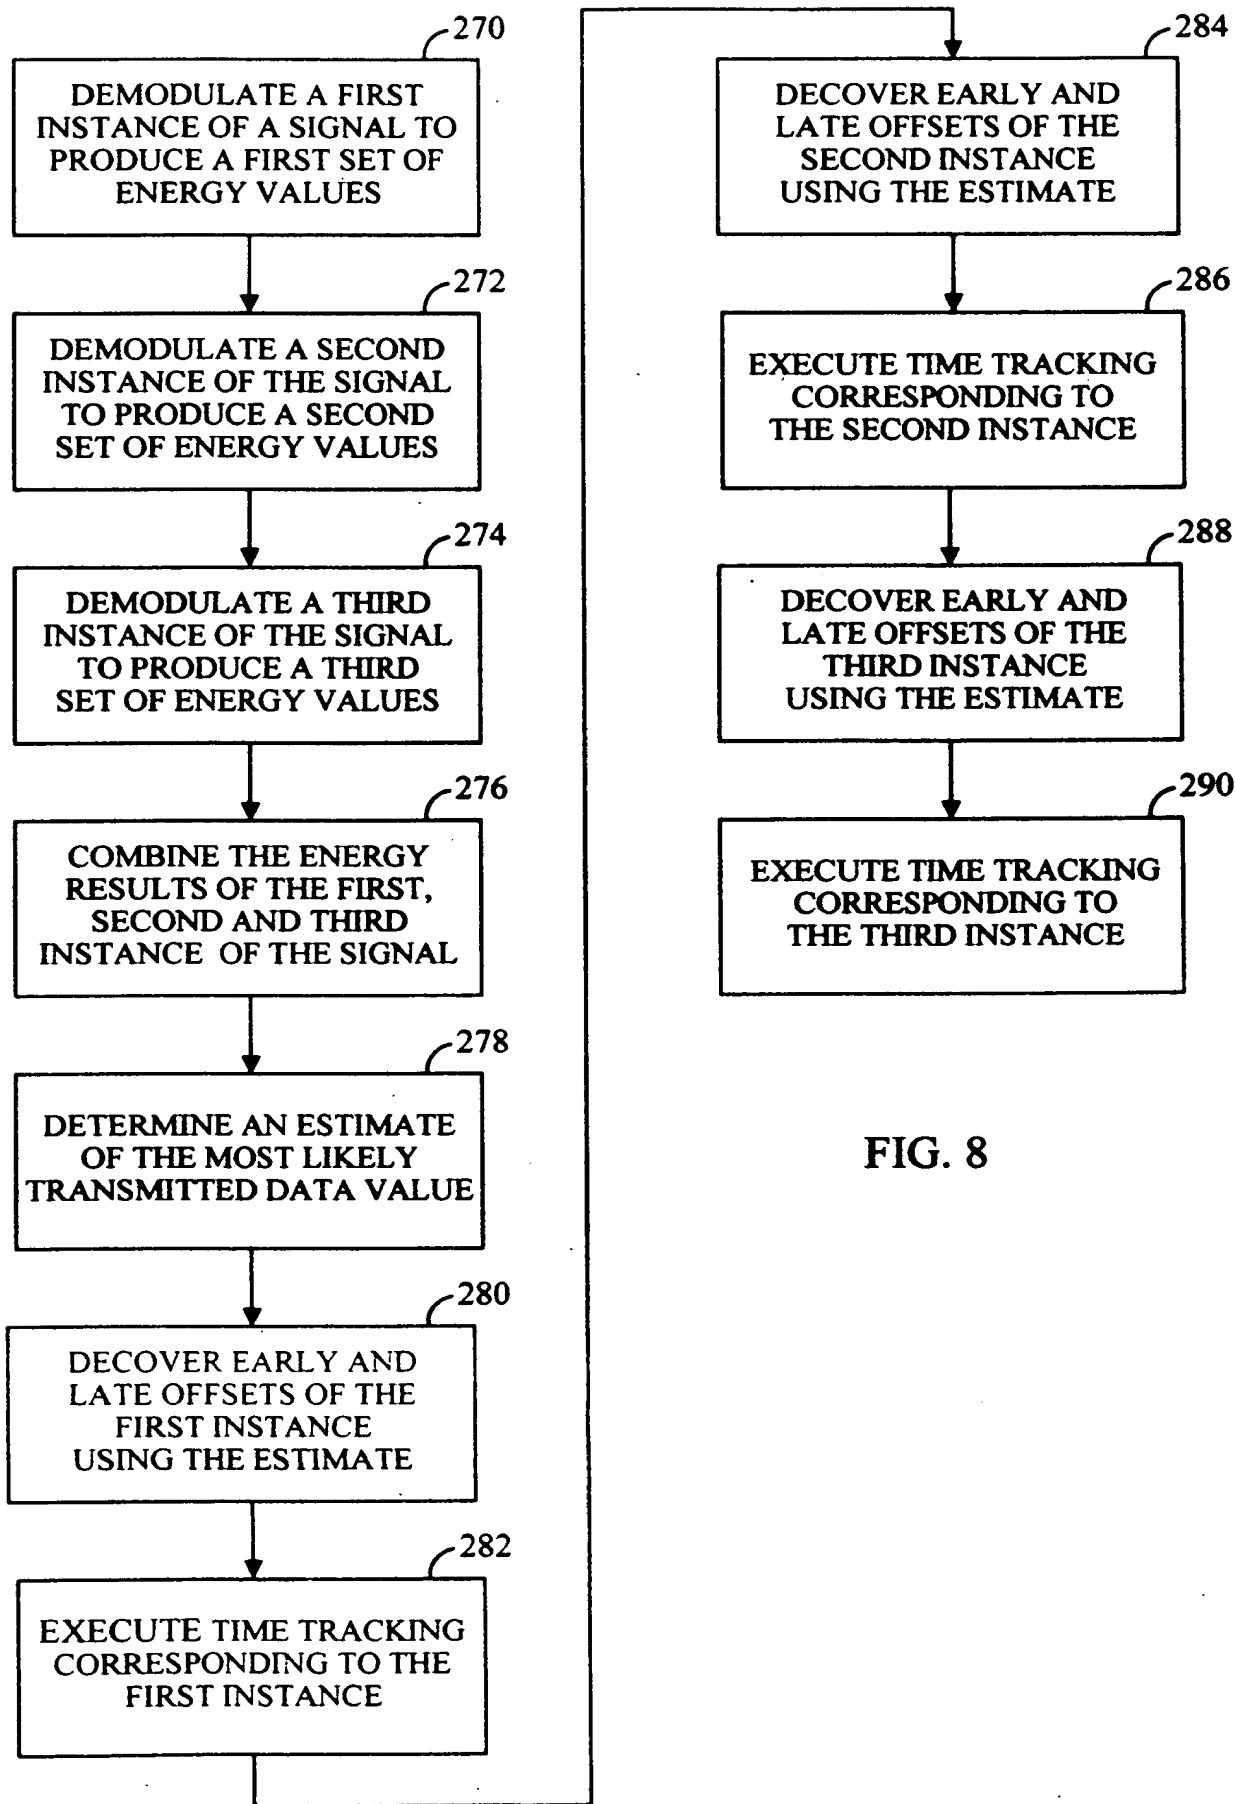 270
DEMODULATE A FIRST
INSTANCE OF A SIGNAL TO
PRODUCE A FIRST SET OF
ENERGY VALUES
272
DEMODULATE A SECOND
INSTANCE OF THE SIGNAL
TO PRODUCE A SECOND
SET OF ENERGY VALUES
274
DEMODULATE A THIRD
INSTANCE OF THE SIGNAL
TO PRODUCE A THIRD
SET OF ENERGY VALUES
276
COMBINE THE ENERGY
RESULTS OF THE FIRST,
SECOND AND THIRD
INSTANCE OF THE SIGNAL
278
DETERMINE AN ESTIMATE
OF THE MOST LIKELY
TRANSMITTED DATA VALUE
280
DECOVER EARLY AND
LATE OFFSETS OF THE
FIRST INSTANCE
USING THE ESTIMATE
282
EXECUTE TIME TRACKING
CORRESPONDING TO THE
FIRST INSTANCE
284
DECOVER EARLY AND
LATE OFFSETS OF THE
SECOND INSTANCE
USING THE ESTIMATE
286
EXECUTE TIME TRACKING
CORRESPONDING TO
THE SECOND INSTANCE
288
DECOVER EARLY AND
LATE OFFSETS OF THE
THIRD INSTANCE
USING THE ESTIMATE
290
EXECUTE TIME TRACKING
CORRESPONDING TO
THE THIRD INSTANCE
FIG. 8